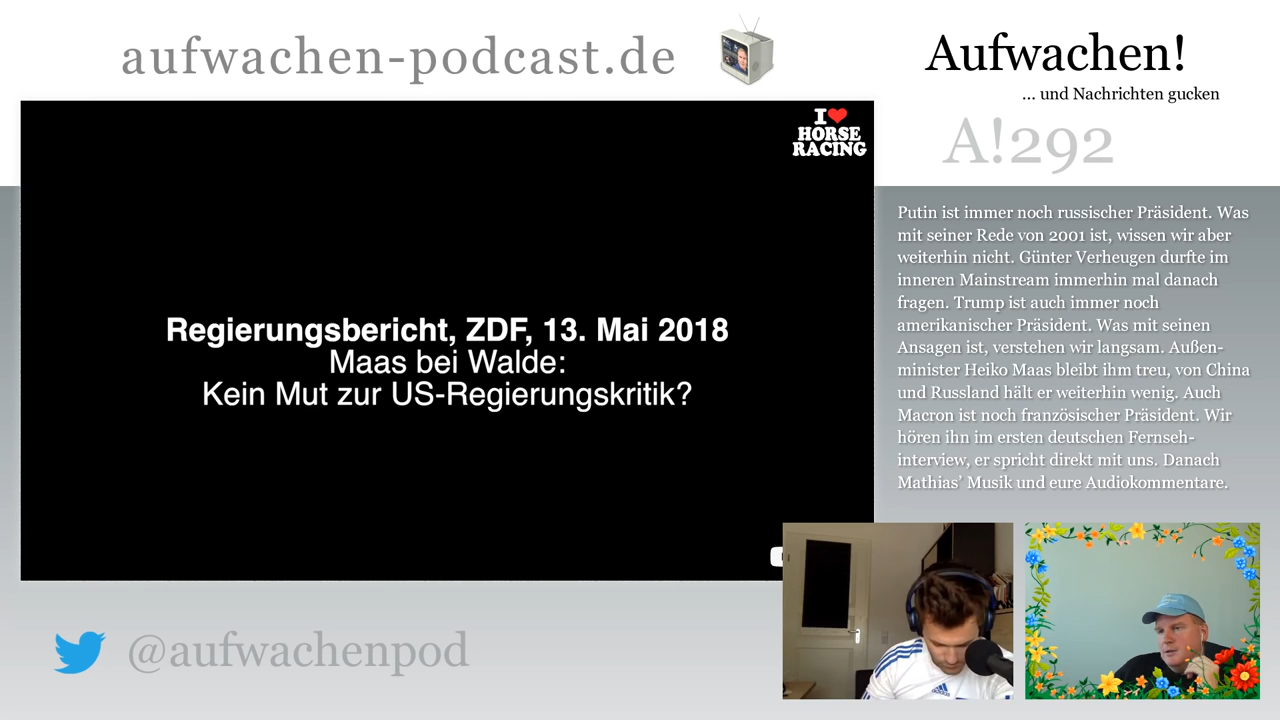 aufwachen-podcast.de
Aufwachen!
... und Nachrichten gucken
A!292
I
HORSE
RACING
Regierungsbericht, ZDF, 13. Mai 2018
Maas bei Walde:
Kein Mut zur US-Regierungskritik?
Putin ist immer noch russischer Präsident. Was
mit seiner Rede von 2001 ist, wissen wir aber
weiterhin nicht. Günter Verheugen durfte im
inneren Mainstream immerhin mal danach
fragen. Trump ist auch immer noch
amerikanischer Präsident. Was mit seinen
Ansagen ist, verstehen wir langsam. Außen-
minister Heiko Maas bleibt ihm treu, von China
und Russland hält er weiterhin wenig. Auch
Macron ist noch französischer Präsident. Wir
hören ihn im ersten deutschen Fernseh-
interview, er spricht direkt mit uns. Danach
Mathias’ Musik und eure Audiokommentare.
@aufwachenpod
adidas